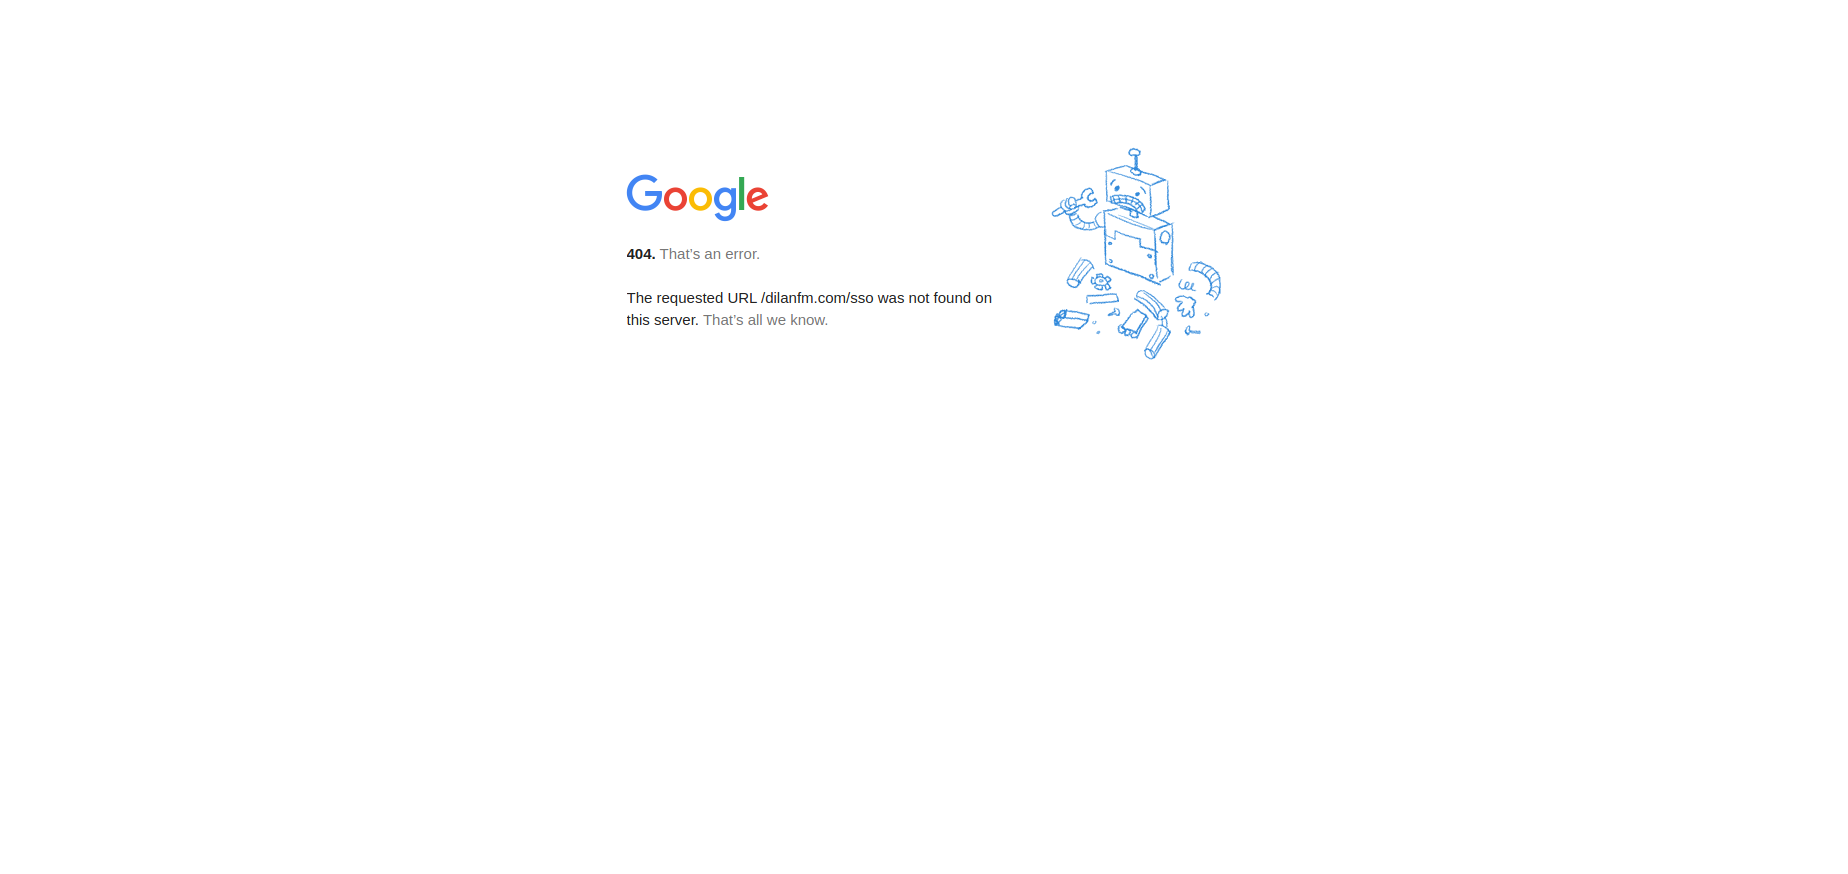 Google
404. That’s an error.
The requested URL /dilanfm.com/sso was not found on
this server. That’s all we know.